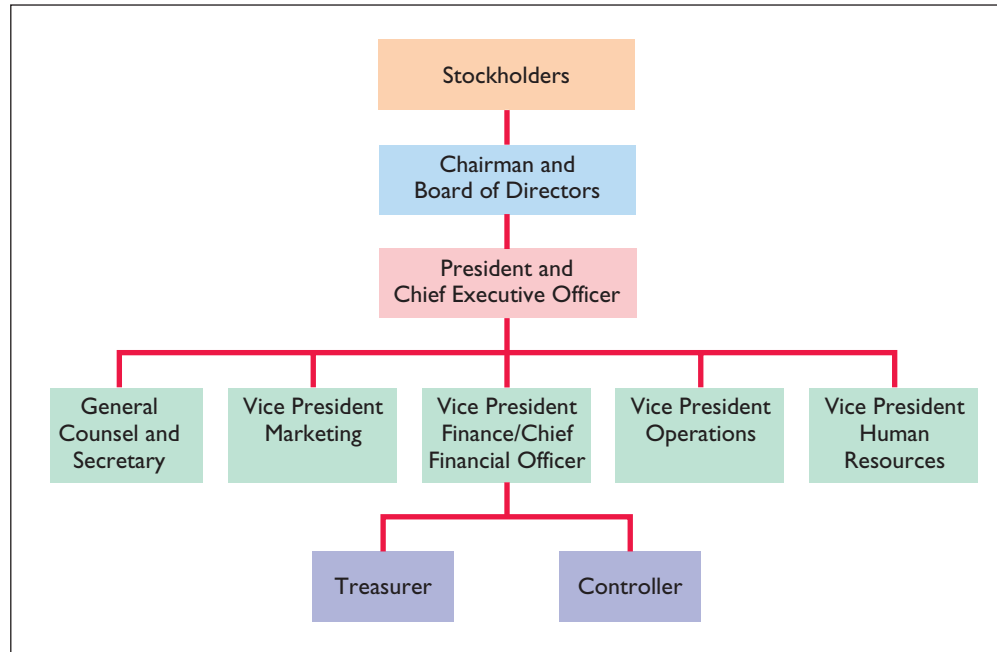 Stockholders
Chairman and
Board of Directors
President and
Chief Executive Officer
General
Counsel and
Secretary
Vice President
Marketing
Vice President
Finance/Chief
Financial Officer
Vice President
Operations
Vice President
Human
Resources
Treasurer
Controller